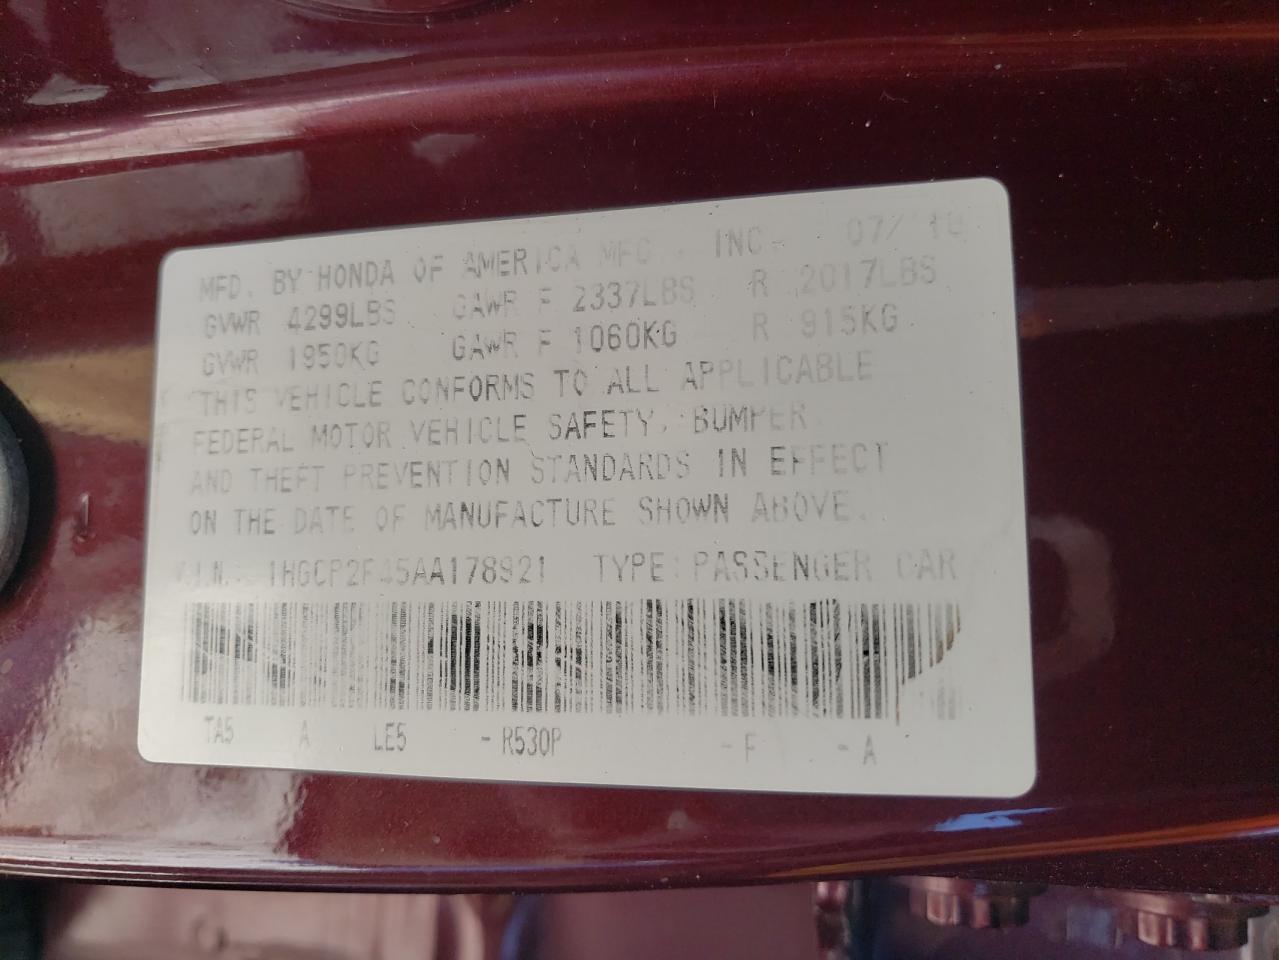 MFD. BY HONDA OF AMERICA MFG., INC. 07/10
GVWR 4299LBS GAWR F 2337LBS R 2017LBS
GVWR 1950KG GAWR F 1060KG R 915KG
THIS VEHICLE CONFORMS TO ALL APPLICABLE
FEDERAL MOTOR VEHICLE SAFETY, BUMPER
AND THEFT PREVENTION STANDARDS IN EFFECT
ON THE DATE OF MANUFACTURE SHOWN ABOVE.
V.I.N.: 1HGCP2F45AA178921 TYPE: PASSENGER CAR
TA5 A LE5 - R530P - F - A